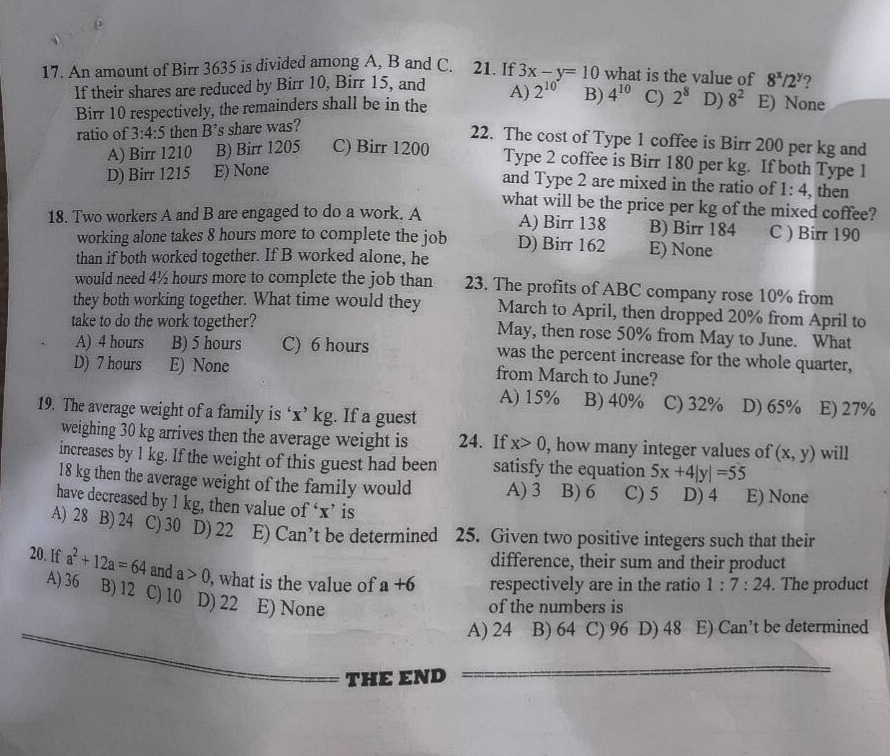 17. An amount of Birr 3635 is divided among A, B and C.
If their shares are reduced by Birr 10, Birr 15, and
Birr 10 respectively, the remainders shall be in the
ratio of 3:4:5 then B's share was?
A) Birr 1210 B) Birr 1205 C) Birr 1200
D) Birr 1215 E) None
18. Two workers A and B are engaged to do a work. A
working alone takes 8 hours more to complete the job
than if both worked together. If B worked alone, he
would need 4½ hours more to complete the job than
they both working together. What time would they
take to do the work together?
A) 4 hours B) 5 hours C) 6 hours
D) 7 hours E) None
19. The average weight of a family is 'x' kg. If a guest
weighing 30 kg arrives then the average weight is
increases by 1 kg. If the weight of this guest had been
18 kg then the average weight of the family would
have decreased by 1 kg, then value of 'x' is
A) 28 B) 24 C) 30 D) 22 E) Can't be determined
20. If a² + 12a = 64 and a > 0, what is the value of a +6
A) 36 B) 12 C) 10 D) 22 E) None
21. If 3x – y= 10 what is the value of 8ˣ/2ʸ?
A) 2¹⁰ B) 4¹⁰ C) 2⁸ D) 8² E) None
22. The cost of Type 1 coffee is Birr 200 per kg and
Type 2 coffee is Birr 180 per kg. If both Type 1
and Type 2 are mixed in the ratio of 1: 4, then
what will be the price per kg of the mixed coffee?
A) Birr 138 B) Birr 184 C ) Birr 190
D) Birr 162 E) None
23. The profits of ABC company rose 10% from
March to April, then dropped 20% from April to
May, then rose 50% from May to June. What
was the percent increase for the whole quarter,
from March to June?
A) 15% B) 40% C) 32% D) 65% E) 27%
24. If x> 0, how many integer values of (x, y) will
satisfy the equation 5x +4|y| =55
A) 3 B) 6 C) 5 D) 4 E) None
25. Given two positive integers such that their
difference, their sum and their product
respectively are in the ratio 1 : 7 : 24. The product
of the numbers is
A) 24 B) 64 C) 96 D) 48 E) Can't be determined
THE END